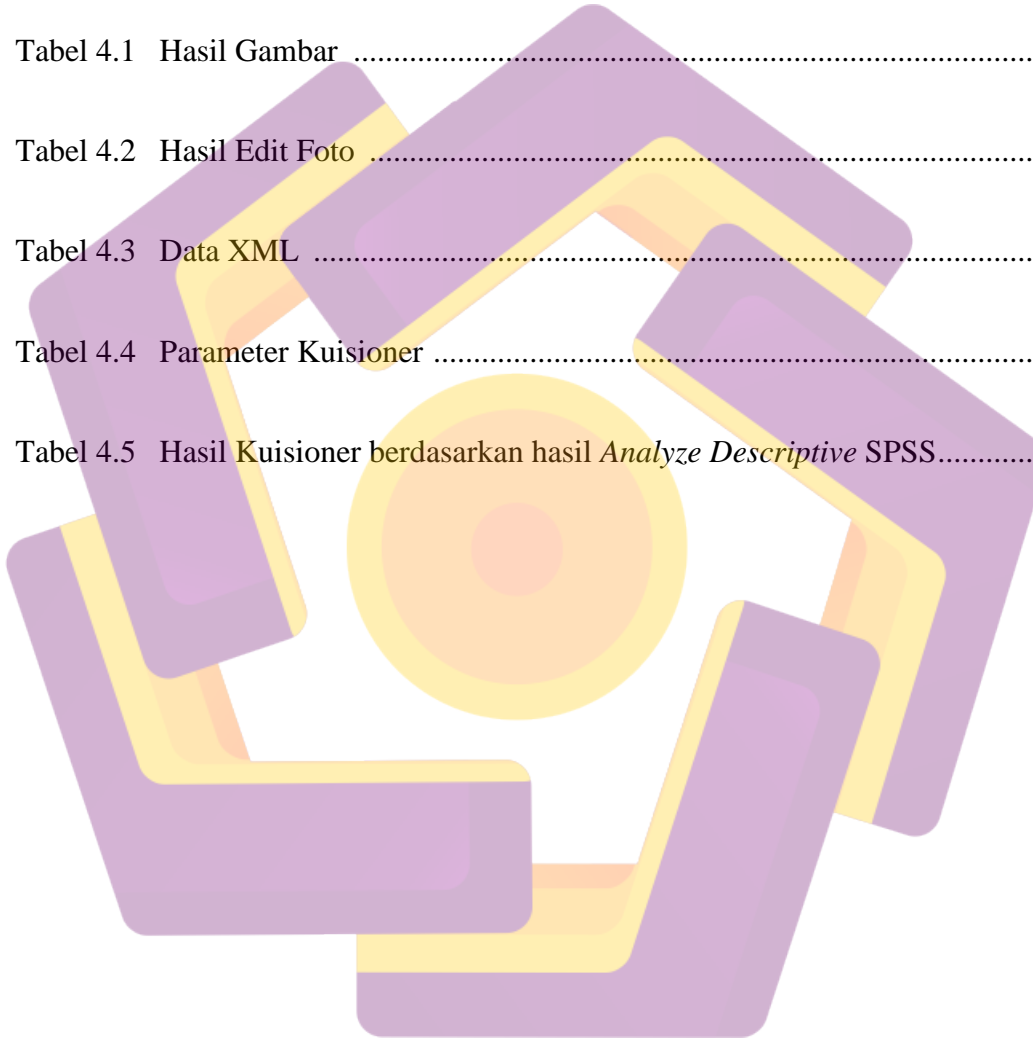 Tabel 4.1 Hasil Gambar ....................................................................................
Tabel 4.2 Hasil Edit Foto ..................................................................................
Tabel 4.3 Data XML .........................................................................................
Tabel 4.4 Parameter Kuisioner ..........................................................................
Tabel 4.5 Hasil Kuisioner berdasarkan hasil Analyze Descriptive SPSS............